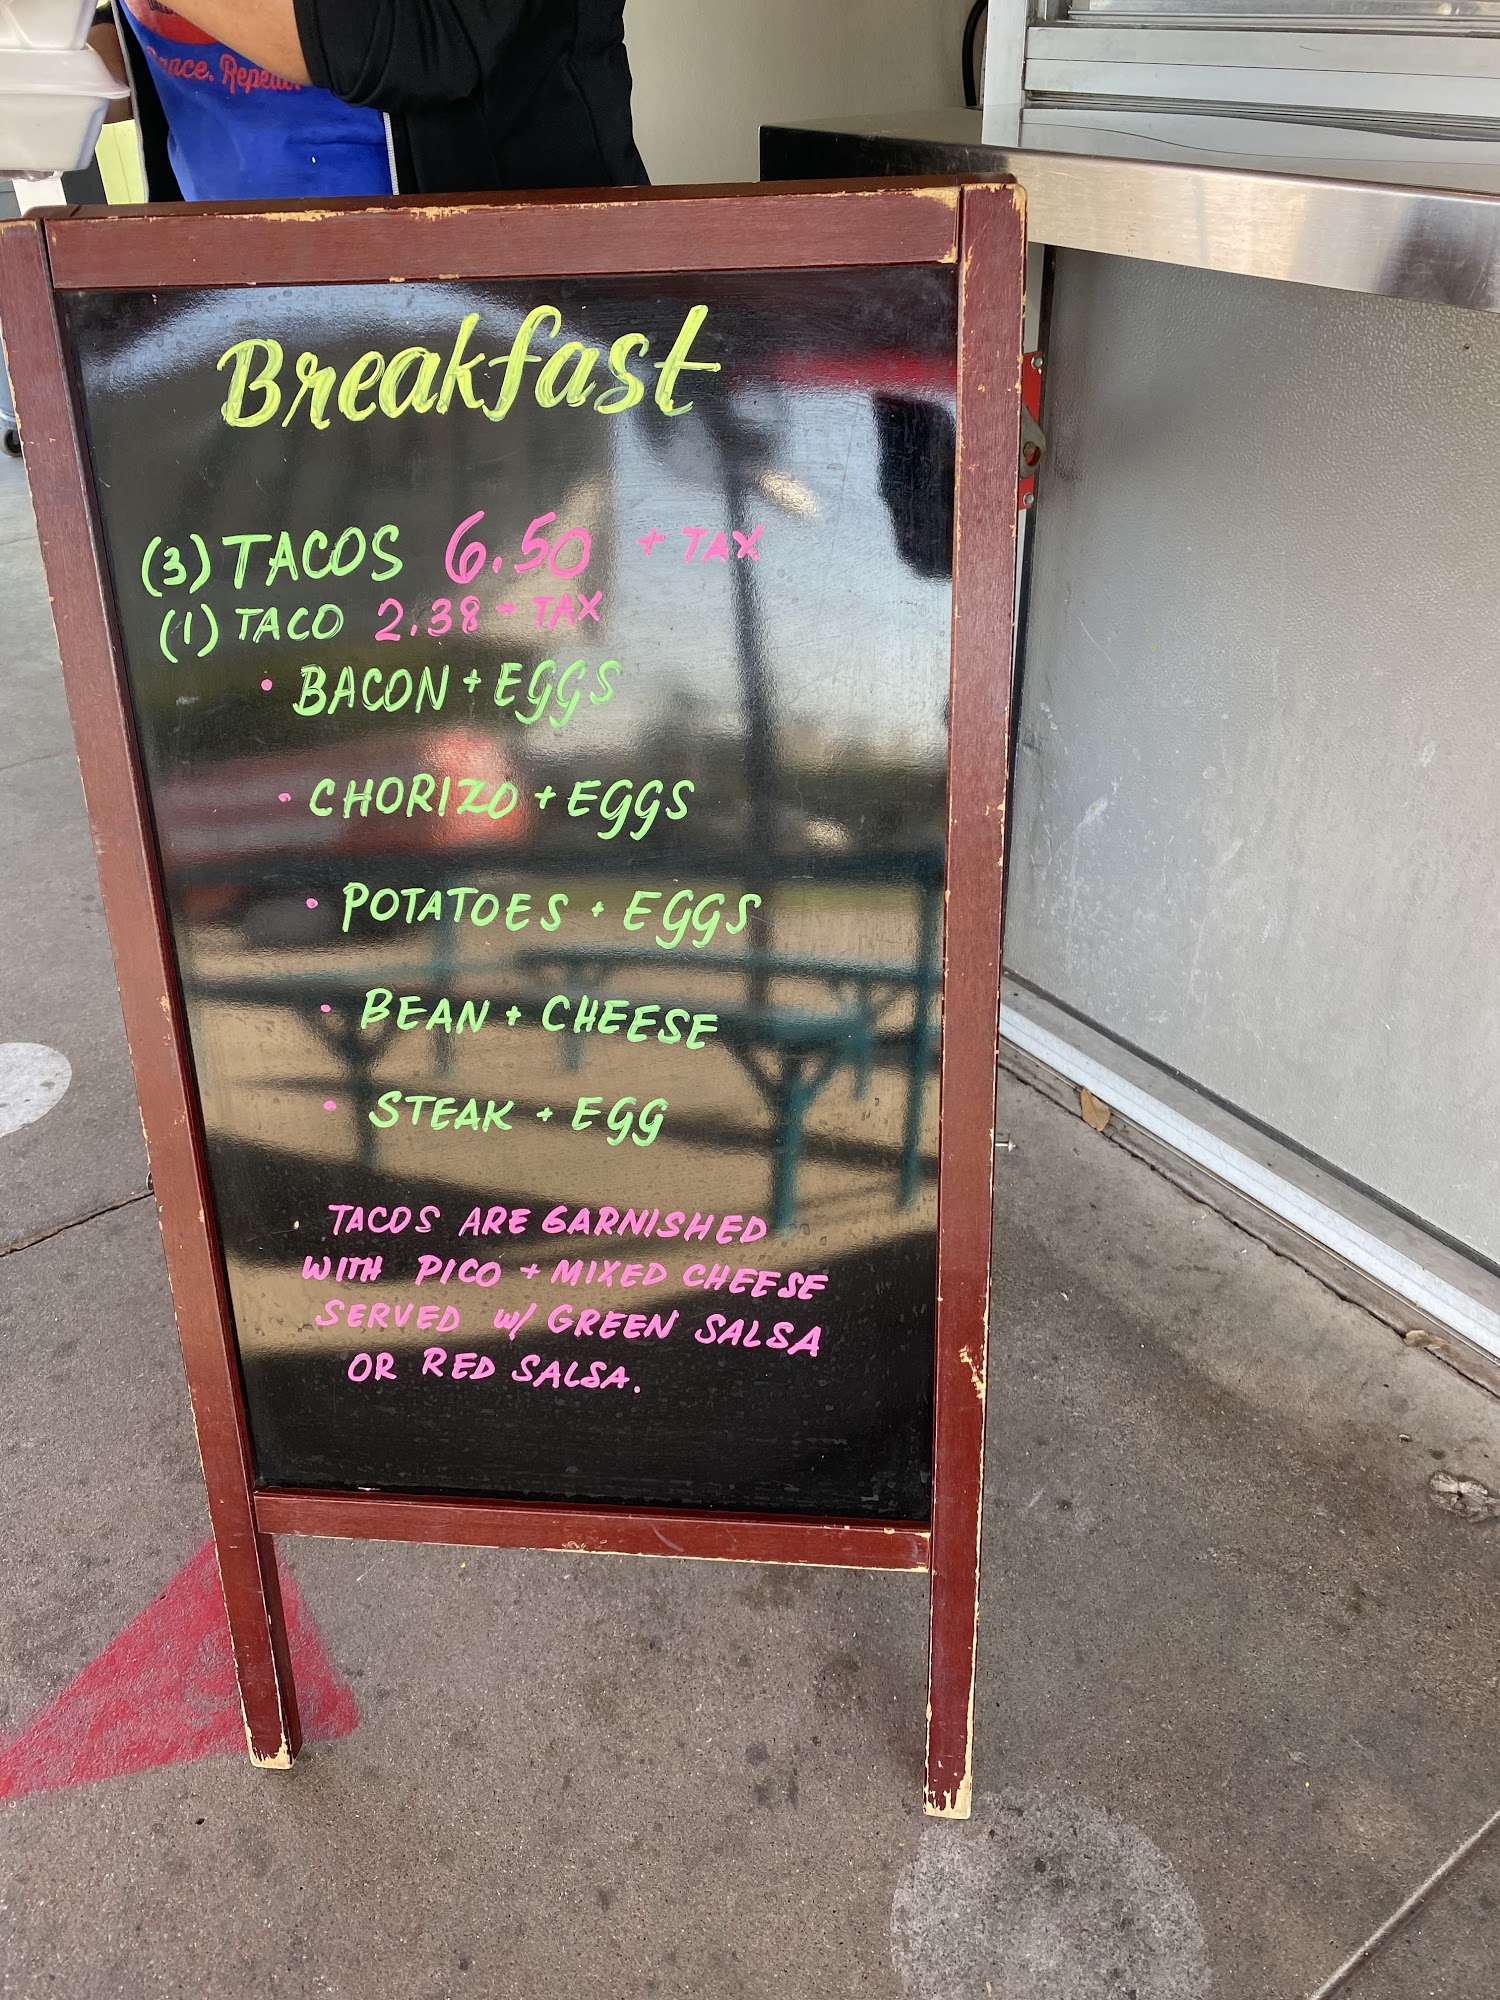 Repeat.
Breakfast
(3) TACOS 6.50 + TAX
(1) TACO 2.38 + TAX
• BACON + EGGS
• CHORIZO + EGGS
• POTATOES + EGGS
• BEAN + CHEESE
• STEAK + EGG
TACOS ARE GARNISHED
WITH PICO + MIXED CHEESE
SERVED w/ GREEN SALSA
OR RED SALSA.